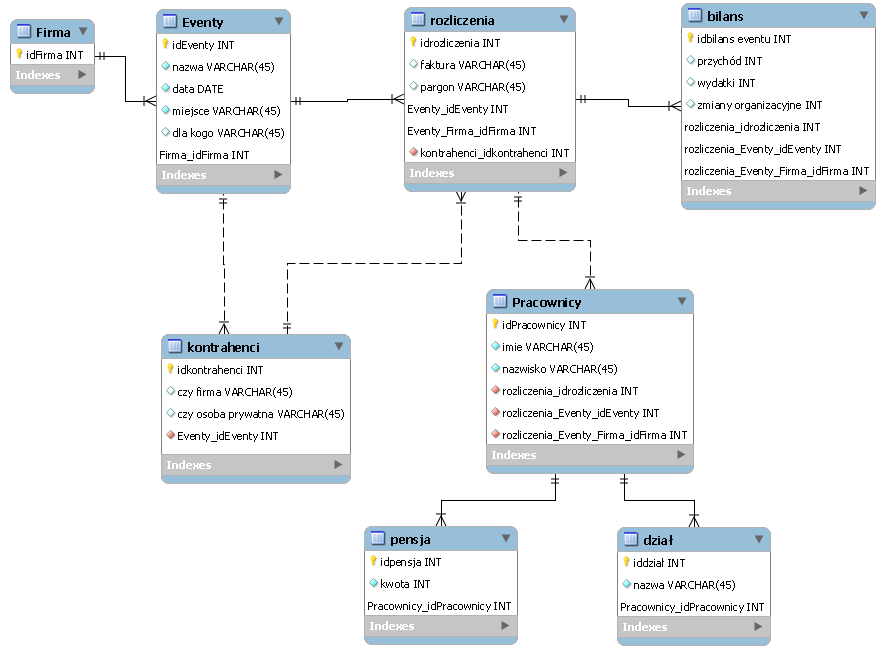 Firma
idFirma INT
Indexes
Eventy
idEventy INT
nazwa VARCHAR(45)
data DATE
miejsce VARCHAR(45)
dla kogo VARCHAR(45)
Firma_idFirma INT
Indexes
rozliczenia
idrozliczenia INT
faktura VARCHAR(45)
pargon VARCHAR(45)
Eventy_idEventy INT
Eventy_Firma_idFirma INT
kontrahenci_idkontrahenci INT
Indexes
bilans
idbilans eventu INT
przychód INT
wydatki INT
zmiany organizacyjne INT
rozliczenia_idrozliczenia INT
rozliczenia_Eventy_idEventy INT
rozliczenia_Eventy_Firma_idFirma INT
Indexes
kontrahenci
idkontrahenci INT
czy firma VARCHAR(45)
czy osoba prywatna VARCHAR(45)
Eventy_idEventy INT
Indexes
Pracownicy
idPracownicy INT
imie VARCHAR(45)
nazwisko VARCHAR(45)
rozliczenia_idrozliczenia INT
rozliczenia_Eventy_idEventy INT
rozliczenia_Eventy_Firma_idFirma INT
Indexes
pensja
idpensja INT
kwota INT
Pracownicy_idPracownicy INT
Indexes
dział
iddział INT
nazwa VARCHAR(45)
Pracownicy_idPracownicy INT
Indexes